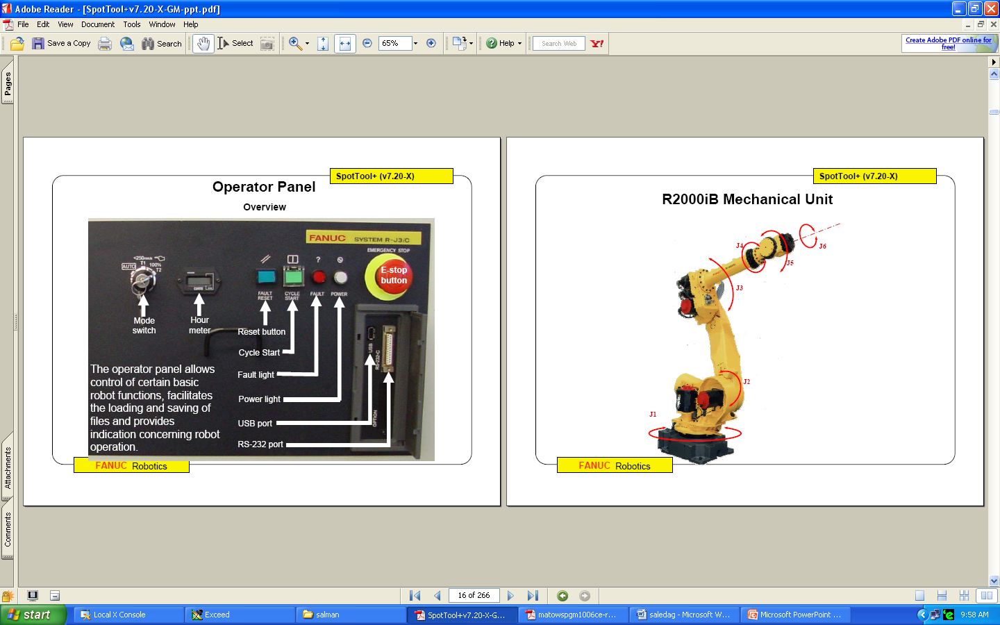 Adobe Reader - [SpotTool+v7.20-X-GM-ppt.pdf]
File Edit View Document Tools Window Help
Save a Copy Search Select 65% Help Search Web Y!
Create Adobe PDF online for free!
Pages
Attachments
Comments
SpotTool+ (v7.20-X)
Operator Panel
Overview
FANUC SYSTEM R-J3iC
EMERGENCY STOP
<250mm/s
T1
AUTO 100%
T2
E-stop
button
FAULT
RESET
CYCLE
START
FAULT
POWER
Mode
switch
Hour
meter
Reset button
Cycle Start
Fault light
Power light
USB port
RS-232 port
USB
RS-232-C
OPTION
The operator panel allows
control of certain basic
robot functions, facilitates
the loading and saving of
files and provides
indication concerning robot
operation.
FANUC Robotics
SpotTool+ (v7.20-X)
R2000iB Mechanical Unit
J6
J4
J5
J3
J2
J1
FANUC Robotics
16 of 266
start Local X Console Exceed salman SpotTool+v7.20-X-G... matowspgm1006ce-r... saledag - Microsoft W... Microsoft PowerPoint ... 9:58 AM